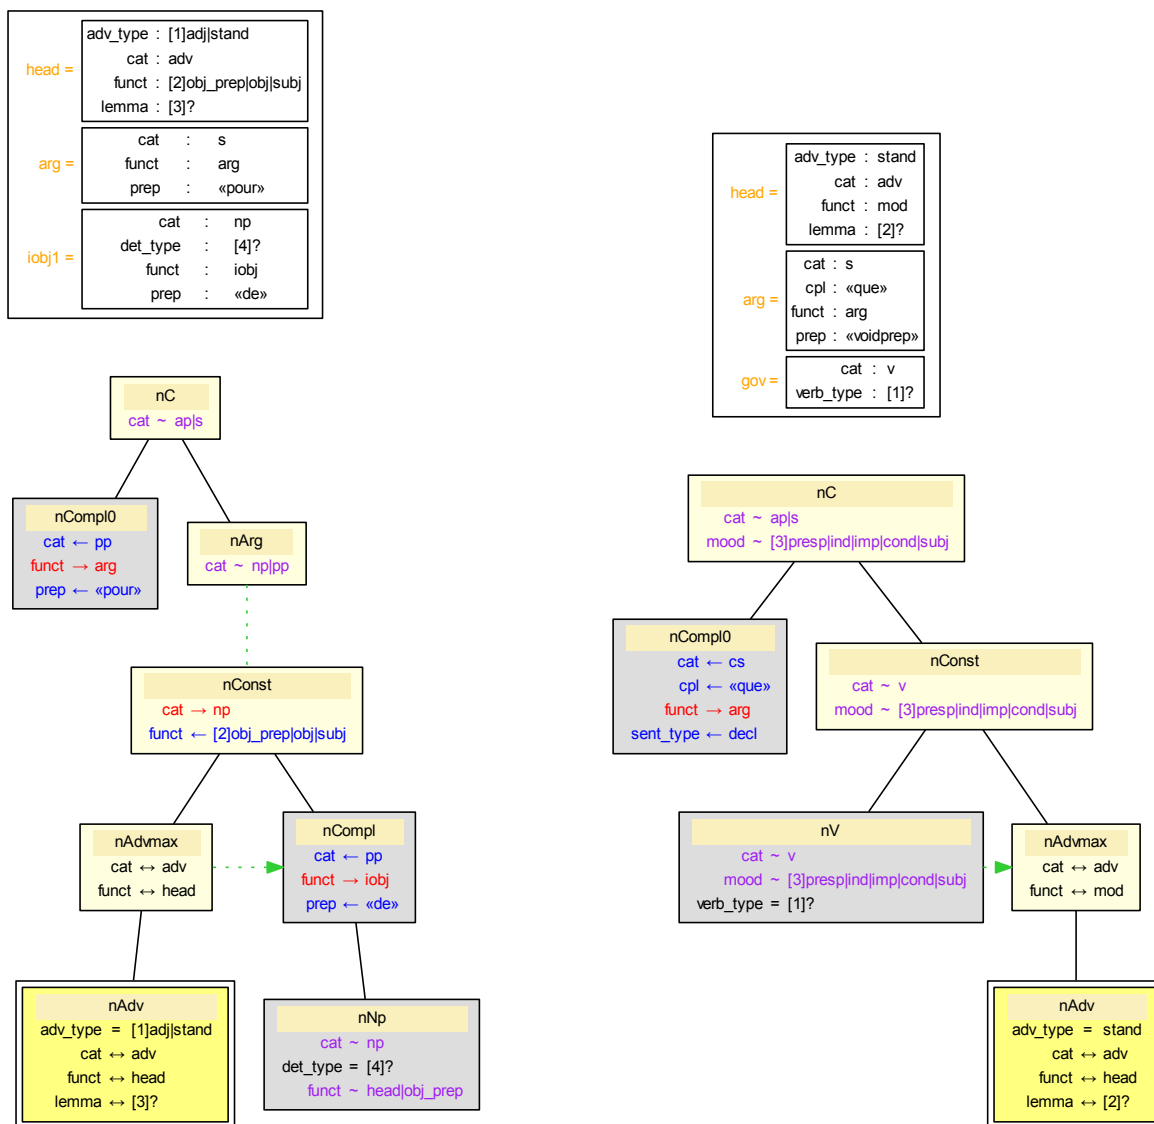 head =
adv_type : [1]adj|stand
cat : adv
funct : [2]obj_prep|obj|subj
lemma : [3]?
arg =
cat : s
funct : arg
prep : «pour»
iobj1 =
cat : np
det_type : [4]?
funct : iobj
prep : «de»
nC
cat ~ ap|s
nCompl0
cat ← pp
funct → arg
prep ← «pour»
nArg
cat ~ np|pp
nConst
cat → np
funct ← [2]obj_prep|obj|subj
nAdvmax
cat ↔ adv
funct ↔ head
nCompl
cat ← pp
funct → iobj
prep ← «de»
nAdv
adv_type = [1]adj|stand
cat ↔ adv
funct ↔ head
lemma ↔ [3]?
nNp
cat ~ np
det_type = [4]?
funct ~ head|obj_prep
head =
adv_type : stand
cat : adv
funct : mod
lemma : [2]?
arg =
cat : s
cpl : «que»
funct : arg
prep : «voidprep»
gov =
cat : v
verb_type : [1]?
nC
cat ~ ap|s
mood ~ [3]presp|ind|imp|cond|subj
nCompl0
cat ← cs
cpl ← «que»
funct → arg
sent_type ← decl
nConst
cat ~ v
mood ~ [3]presp|ind|imp|cond|subj
nV
cat ~ v
mood ~ [3]presp|ind|imp|cond|subj
verb_type = [1]?
nAdvmax
cat ↔ adv
funct ↔ mod
nAdv
adv_type = stand
cat ↔ adv
funct ↔ head
lemma ↔ [2]?